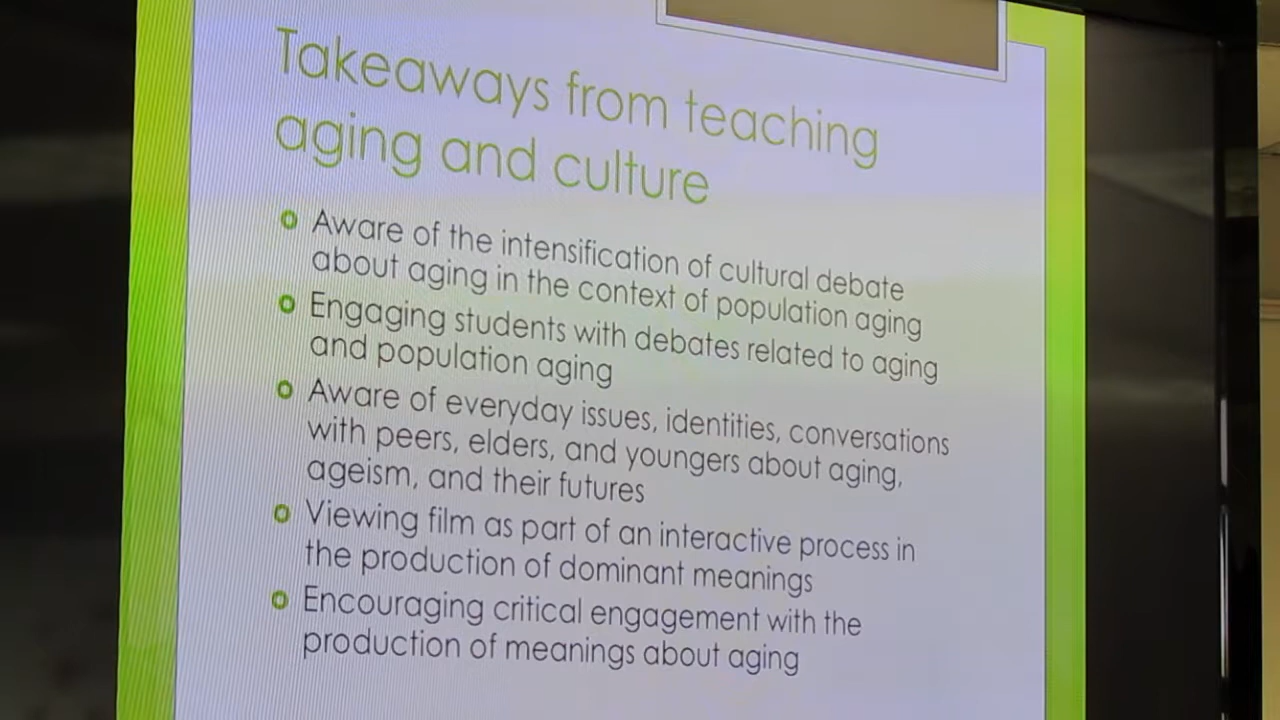 Takeaways from teaching
aging and culture
Aware of the intensification of cultural debate
about aging in the context of population aging
Engaging students with debates related to aging
and population aging
Aware of everyday issues, identities, conversations
with peers, elders, and youngers about aging,
ageism, and their futures
Viewing film as part of an interactive process in
the production of dominant meanings
Encouraging critical engagement with the
production of meanings about aging